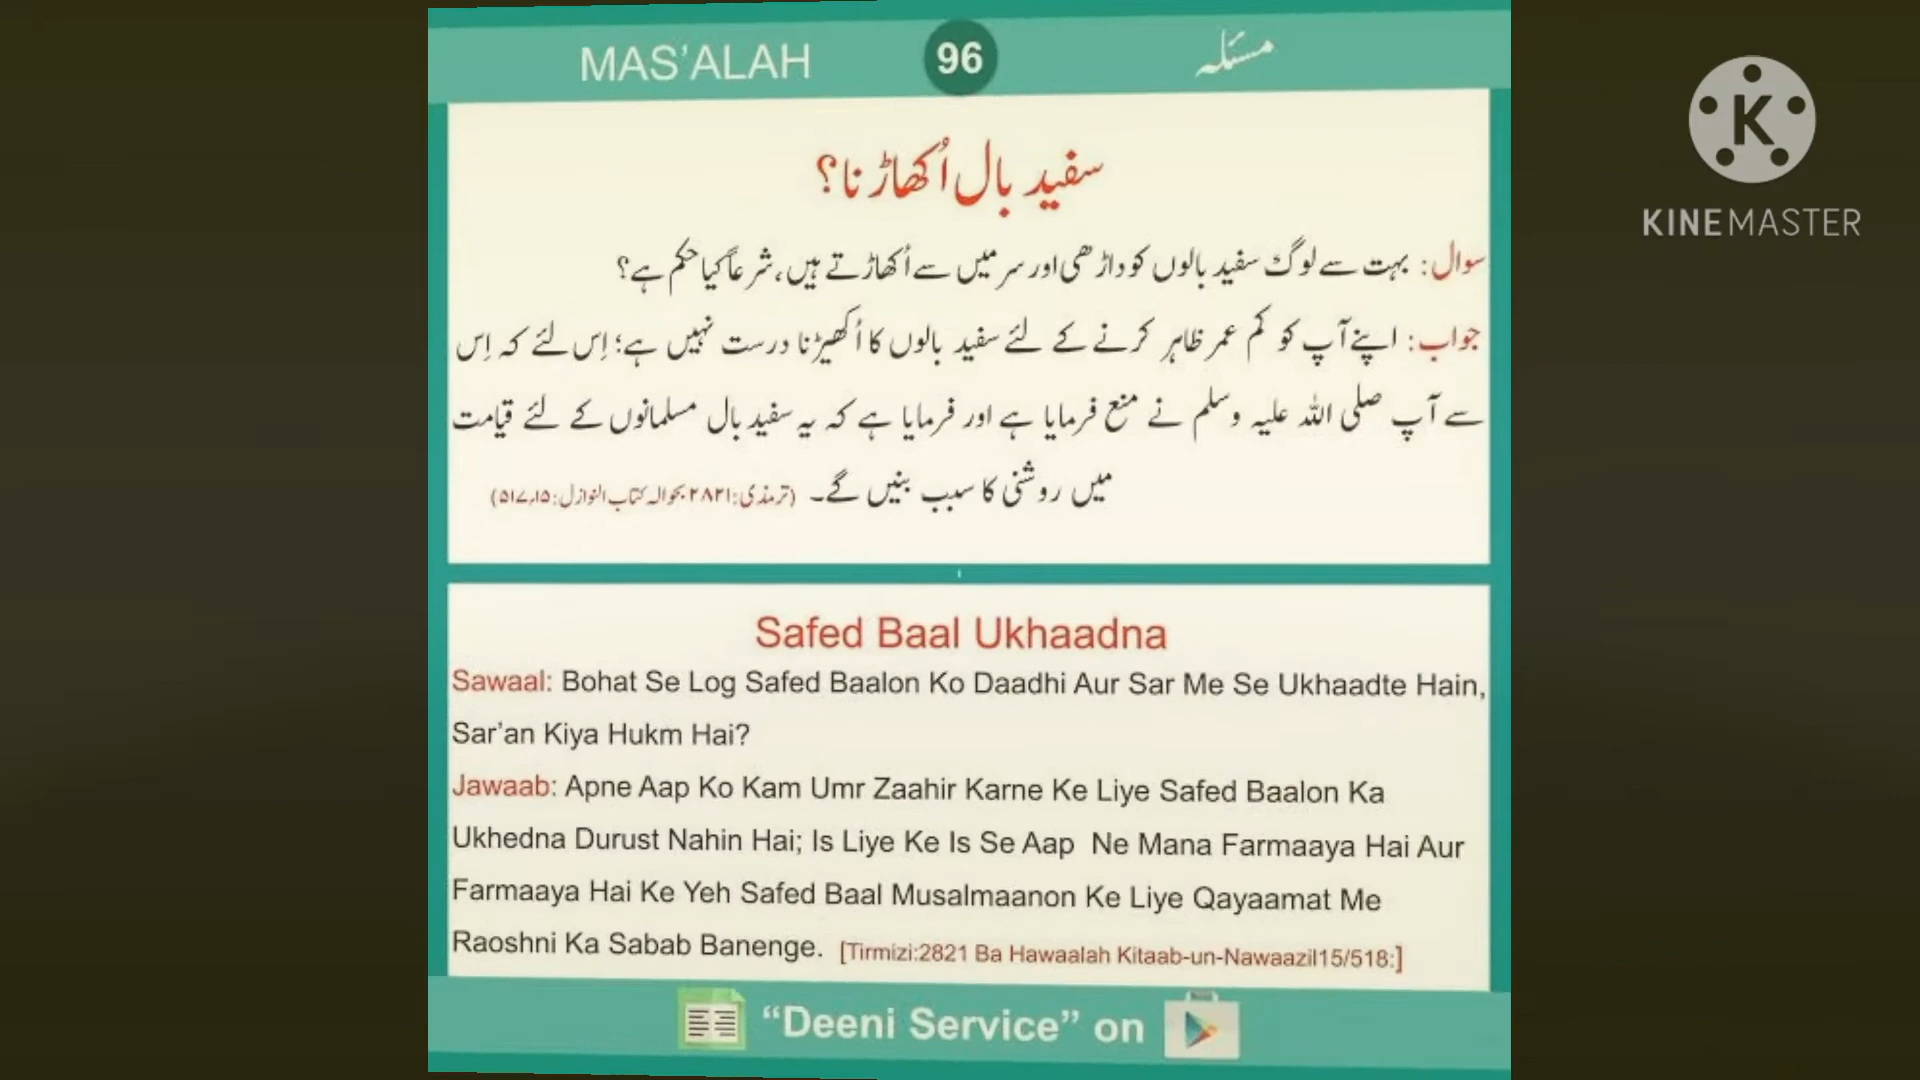 MAS’ALAH 96 مسئلہ
سفید بال اُکھاڑنا؟
سوال: بہت سے لوگ سفید بالوں کو داڑھی اور سر میں سے اُکھاڑتے ہیں، شرعاً کیا حکم ہے؟
جواب: اپنے آپ کو کم عمر ظاہر کرنے کے لئے سفید بالوں کا اُکھیڑنا درست نہیں ہے؛ اِس لئے کہ اِس
سے آپ صلی اللہ علیہ وسلم نے منع فرمایا ہے اور فرمایا ہے کہ یہ سفید بال مسلمانوں کے لئے قیامت
میں روشنی کا سبب بنیں گے۔ (ترمذی: ۲۸۲۱ بحوالہ کتاب النوازل: ۵۱۷/۱۵)
Safed Baal Ukhaadna
Sawaal: Bohat Se Log Safed Baalon Ko Daadhi Aur Sar Me Se Ukhaadte Hain,
Sar’an Kiya Hukm Hai?
Jawaab: Apne Aap Ko Kam Umr Zaahir Karne Ke Liye Safed Baalon Ka
Ukhedna Durust Nahin Hai; Is Liye Ke Is Se Aap Ne Mana Farmaaya Hai Aur
Farmaaya Hai Ke Yeh Safed Baal Musalmaanon Ke Liye Qayaamat Me
Raoshni Ka Sabab Banenge. [Tirmizi:2821 Ba Hawaalah Kitaab-un-Nawaazil15/518:]
“Deeni Service” on
K
KINEMASTER